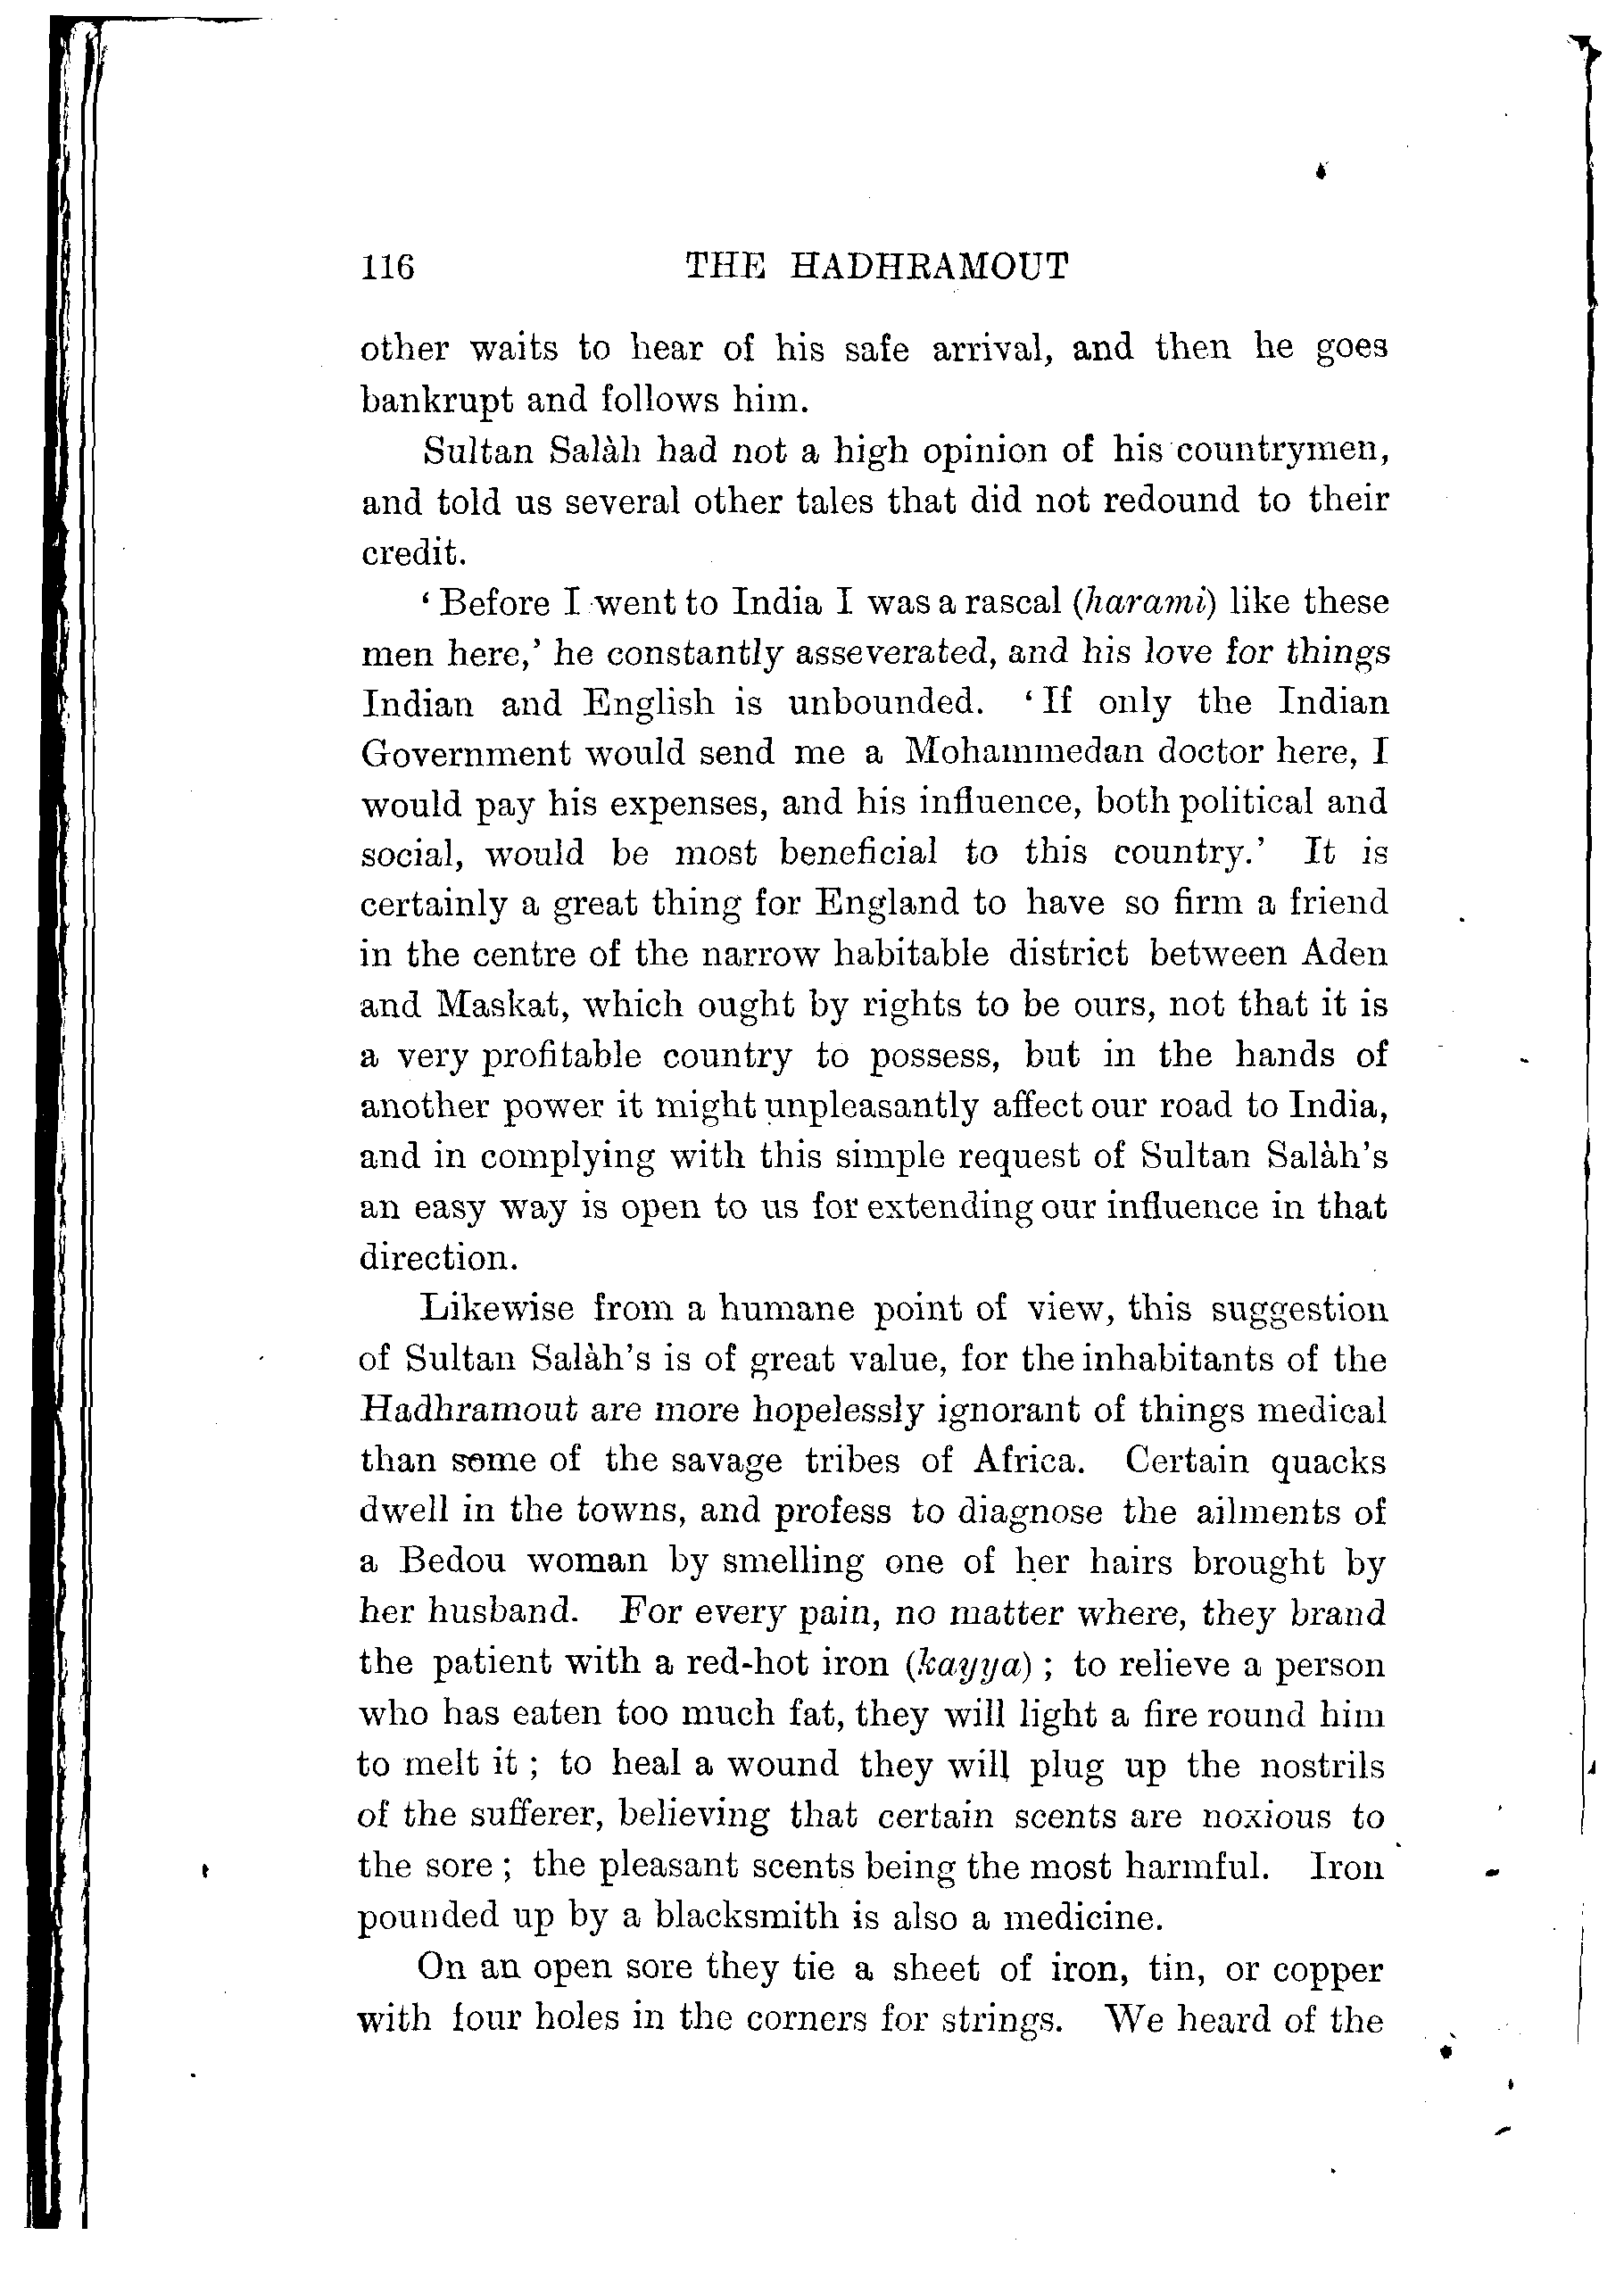 116 THE HADHRAMOUT
other waits to hear of his safe arrival, and then he goes
bankrupt and follows him.
Sultan Salàh had not a high opinion of his countrymen,
and told us several other tales that did not redound to their
credit.
‘ Before I went to India I was a rascal (harami) like these
men here,’ he constantly asseverated, and his love for things
Indian and English is unbounded. ‘ If only the Indian
Government would send me a Mohammedan doctor here, I
would pay his expenses, and his influence, both political and
social, would be most beneficial to this country.’ It is
certainly a great thing for England to have so firm a friend
in the centre of the narrow habitable district between Aden
and Maskat, which ought by rights to be ours, not that it is
a very profitable country to possess, but in the hands of
another power it might unpleasantly affect our road to India,
and in complying with this simple request of Sultan Salàh’s
an easy way is open to us for extending our influence in that
direction.
Likewise from a humane point of view, this suggestion
of Sultan Salàh’s is of great value, for the inhabitants of the
Hadhramout are more hopelessly ignorant of things medical
than some of the savage tribes of Africa. Certain quacks
dwell in the towns, and profess to diagnose the ailments of
a Bedou woman by smelling one of her hairs brought by
her husband. For every pain, no matter where, they brand
the patient with a red-hot iron (kayya) ; to relieve a person
who has eaten too much fat, they will light a fire round him
to melt it ; to heal a wound they will plug up the nostrils
of the sufferer, believing that certain scents are noxious to
the sore ; the pleasant scents being the most harmful. Iron
pounded up by a blacksmith is also a medicine.
On an open sore they tie a sheet of iron, tin, or copper
with four holes in the corners for strings. We heard of the